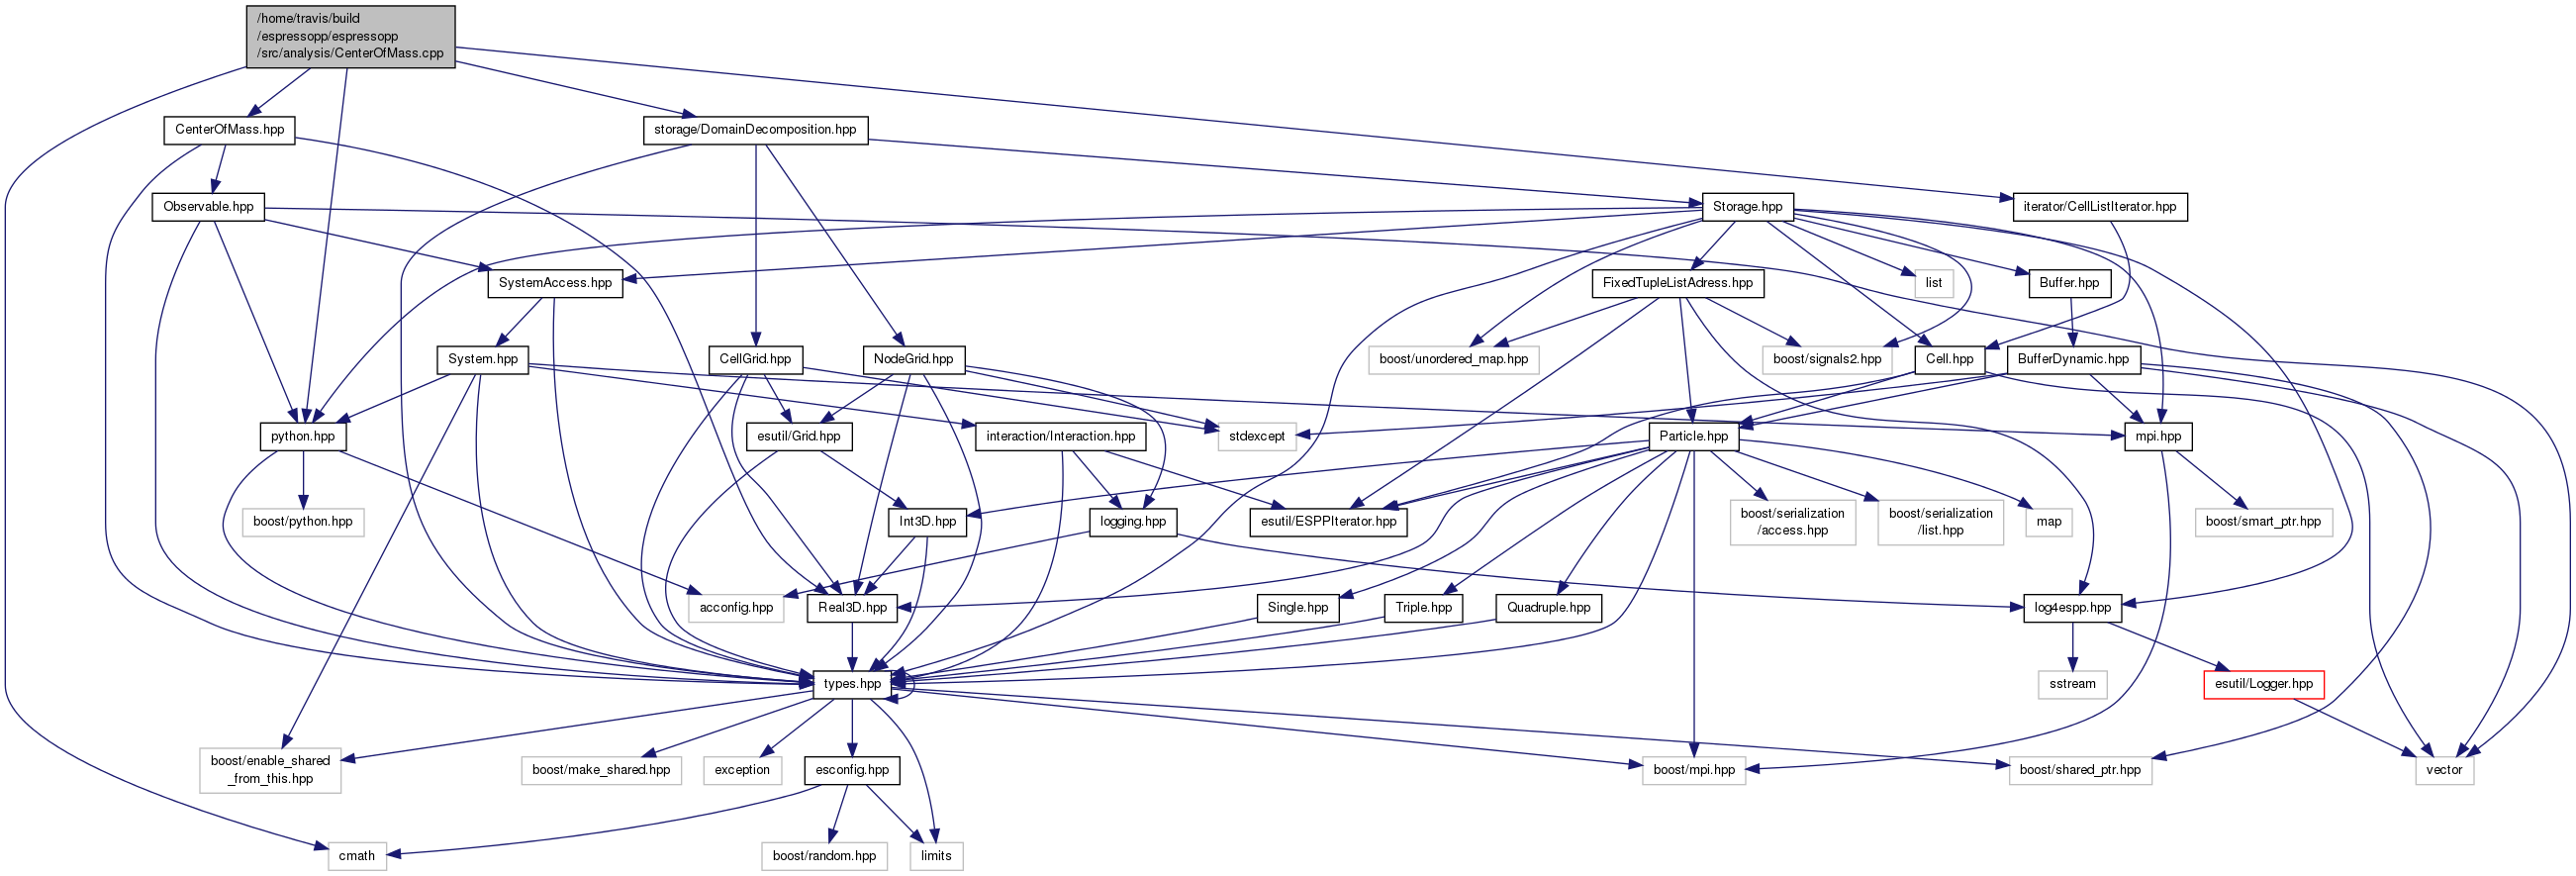 /home/travis/build
/espressopp/espressopp
/src/analysis/CenterOfMass.cpp
CenterOfMass.hpp
storage/DomainDecomposition.hpp
Observable.hpp
Storage.hpp
iterator/CellListIterator.hpp
SystemAccess.hpp
FixedTupleListAdress.hpp
list
Buffer.hpp
System.hpp
CellGrid.hpp
NodeGrid.hpp
boost/unordered_map.hpp
boost/signals2.hpp
Cell.hpp
BufferDynamic.hpp
python.hpp
esutil/Grid.hpp
interaction/Interaction.hpp
stdexcept
Particle.hpp
mpi.hpp
boost/python.hpp
Int3D.hpp
logging.hpp
esutil/ESPPIterator.hpp
boost/serialization
/access.hpp
boost/serialization
/list.hpp
map
boost/smart_ptr.hpp
acconfig.hpp
Real3D.hpp
Single.hpp
Triple.hpp
Quadruple.hpp
log4espp.hpp
types.hpp
sstream
esutil/Logger.hpp
boost/enable_shared
_from_this.hpp
boost/make_shared.hpp
exception
esconfig.hpp
boost/mpi.hpp
boost/shared_ptr.hpp
vector
cmath
boost/random.hpp
limits